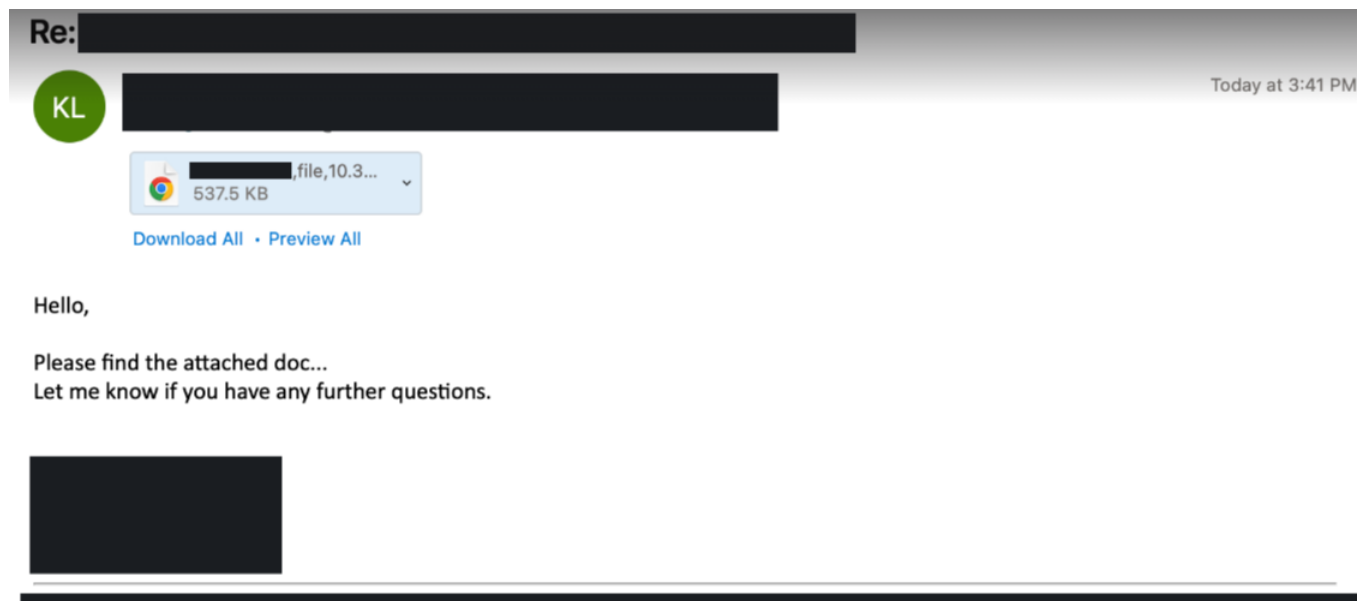 Re:
KL
Today at 3:41 PM
,file,10.3...
537.5 KB
Download All • Preview All
Hello,
Please find the attached doc...
Let me know if you have any further questions.